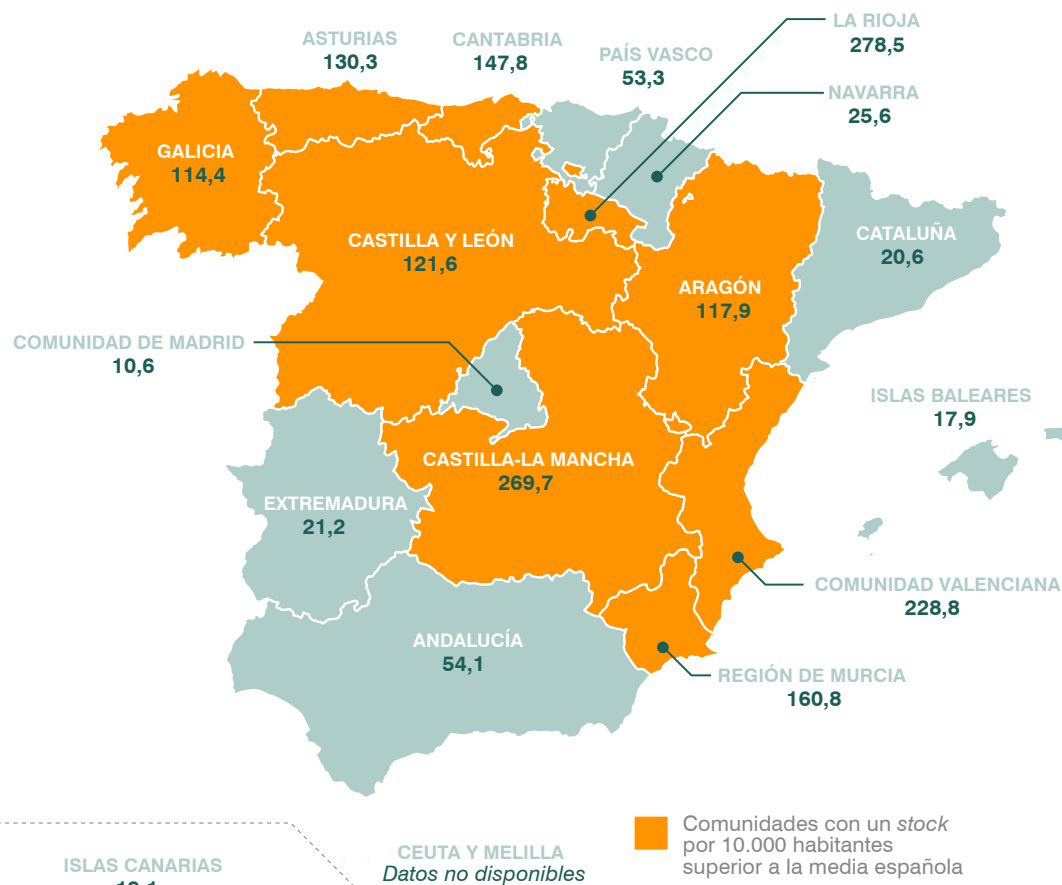 LA RIOJA
278,5
ASTURIAS
130,3
CANTABRIA
147,8
PAÍS VASCO
53,3
NAVARRA
25,6
GALICIA
114,4
CASTILLA Y LEÓN
121,6
CATALUÑA
20,6
ARAGÓN
117,9
COMUNIDAD DE MADRID
10,6
ISLAS BALEARES
17,9
CASTILLA-LA MANCHA
269,7
EXTREMADURA
21,2
COMUNIDAD VALENCIANA
228,8
ANDALUCÍA
54,1
REGIÓN DE MURCIA
160,8
Comunidades con un stock
por 10.000 habitantes
superior a la media española
CEUTA Y MELILLA
Datos no disponibles
ISLAS CANARIAS